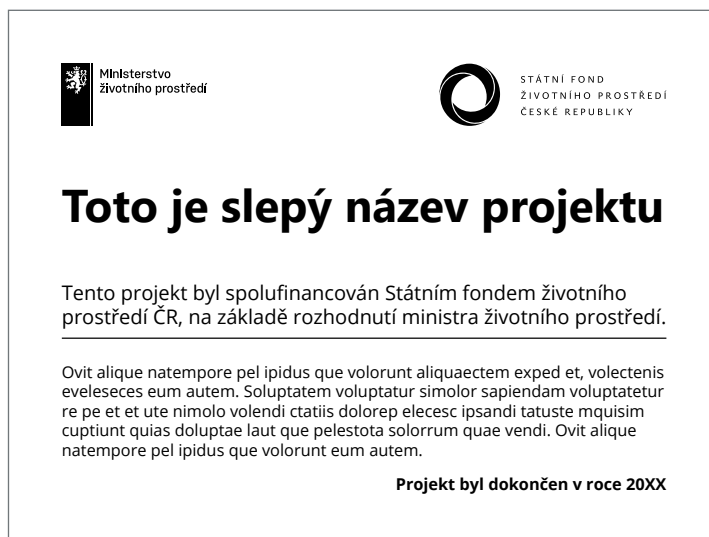 Ministerstvo
životního prostředí
STÁTNÍ FOND
ŽIVOTNÍHO PROSTŘEDÍ
ČESKÉ REPUBLIKY
Toto je slepý název projektu
Tento projekt byl spolufinancován Státním fondem životního
prostředí ČR, na základě rozhodnutí ministra životního prostředí.
Ovit alique natempore pel ipidus que volorunt aliquaectem exped et, volectenis
eveleseces eum autem. Soluptatem voluptatur simolor sapiendam voluptatetur
re pe et et ute nimolo volendi ctatiis dolorep elecesc ipsandi tatuste mquisim
cuptiunt quias doluptae laut que pelestota solorrum quae vendi. Ovit alique
natempore pel ipidus que volorunt eum autem.
Projekt byl dokončen v roce 20XX